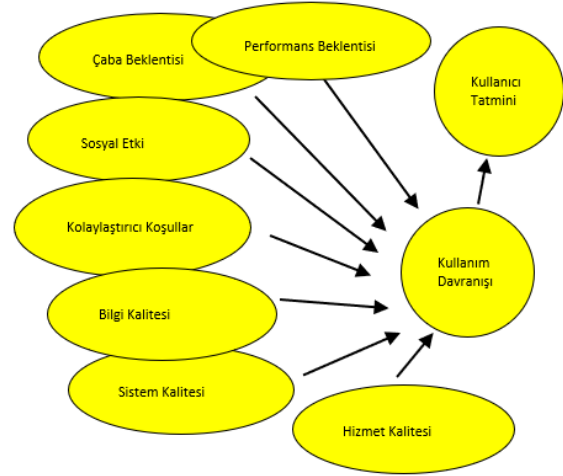 Performans Beklentisi
Çaba Beklentisi
Kullanıcı
Tatmini
Sosyal Etki
Kolaylaştırıcı Koşullar
Kullanım
Davranışı
Bilgi Kalitesi
Sistem Kalitesi
Hizmet Kalitesi